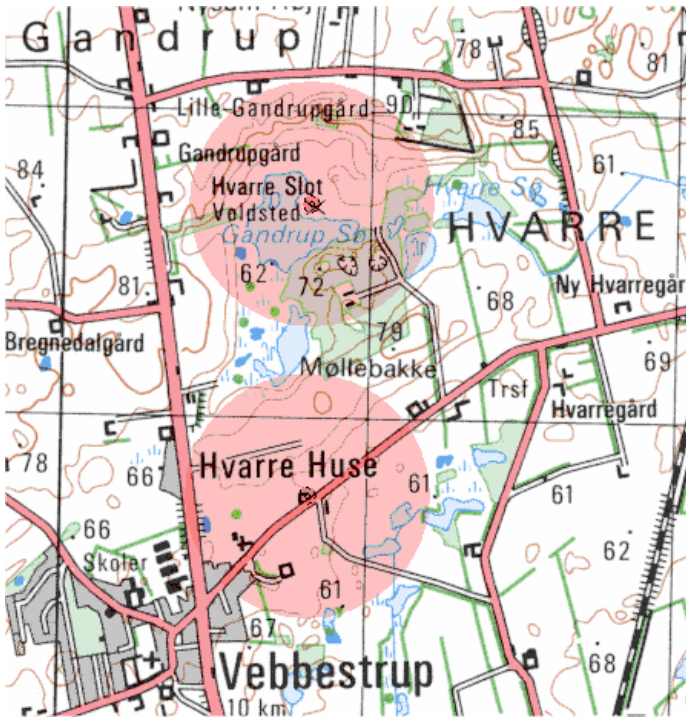 Gandrup
78
81
Lille-Gandrupgård
90
85
Gandrupgård
61
84
Hvarre Slot
Voldsted
Hvarre Sø
Gandrup Sø
HVARRE
62
72
81
68
Ny Hvarregår
79
Bregnedalgård
69
Møllebakke
Trsf
Hvarregård
78
66
Hvarre Huse
61
61
66
62
Skoler
61
67
68
Vebbestrup
10 km